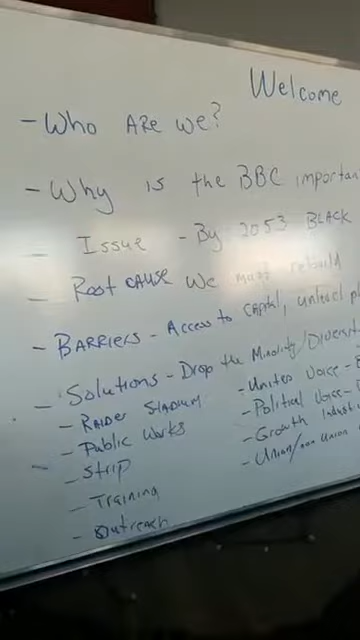 Welcome
- Who ARe we?
- Why is the BBC importan
- Issue - By 2053 BLACK
- Root CAUSE We must rebuild
- BARRieRs - Access to CAPITAl, unlevel pl
- Solutions - Drop the Minority/Diversit
- RAIDER STADIUM
- Public Works
- Strip
- Training
- Outreach
- United Voice -
- Political Voice -
- Growth Indust
- Union/non union